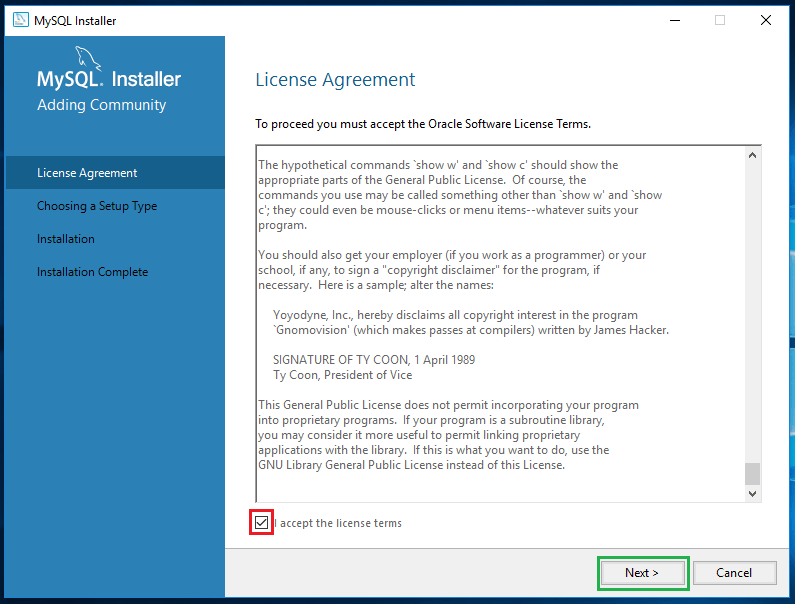 MySQL Installer
MySQL. Installer
Adding Community
License Agreement
Choosing a Setup Type
Installation
Installation Complete
License Agreement
To proceed you must accept the Oracle Software License Terms.
The hypothetical commands `show w' and `show c' should show the
appropriate parts of the General Public License.  Of course, the
commands you use may be called something other than `show w' and `show
c'; they could even be mouse-clicks or menu items--whatever suits your
program.
You should also get your employer (if you work as a programmer) or your
school, if any, to sign a "copyright disclaimer" for the program, if
necessary.  Here is a sample; alter the names:
Yoyodyne, Inc., hereby disclaims all copyright interest in the program
`Gnomovision' (which makes passes at compilers) written by James Hacker.
SIGNATURE OF TY COON, 1 April 1989
Ty Coon, President of Vice
This General Public License does not permit incorporating your program
into proprietary programs.  If your program is a subroutine library,
you may consider it more useful to permit linking proprietary
applications with the library.  If this is what you want to do, use the
GNU Library General Public License instead of this License.
I accept the license terms
Next >
Cancel